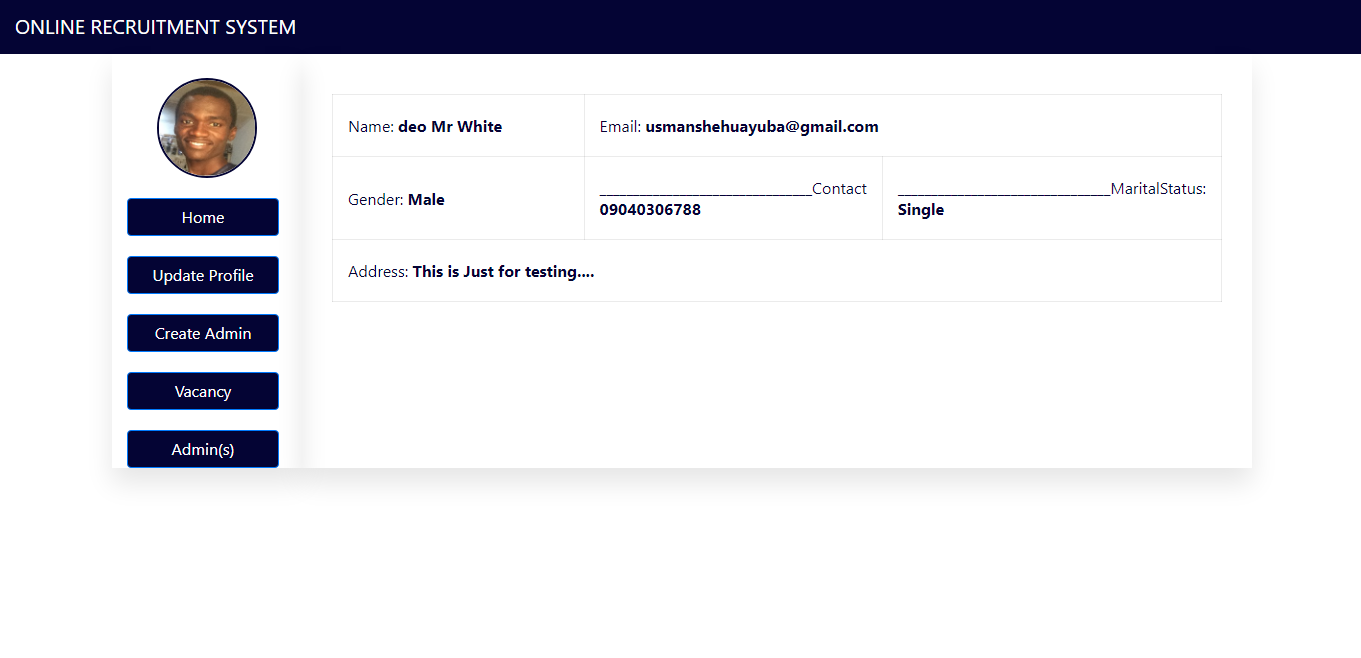 ONLINE RECRUITMENT SYSTEM
Home
Update Profile
Create Admin
Vacancy
Admin(s)
Name: deo Mr White
Email: usmanshehuayuba@gmail.com
Gender: Male
______________________________Contact
09040306788
______________________________MaritalStatus:
Single
Address: This is Just for testing....